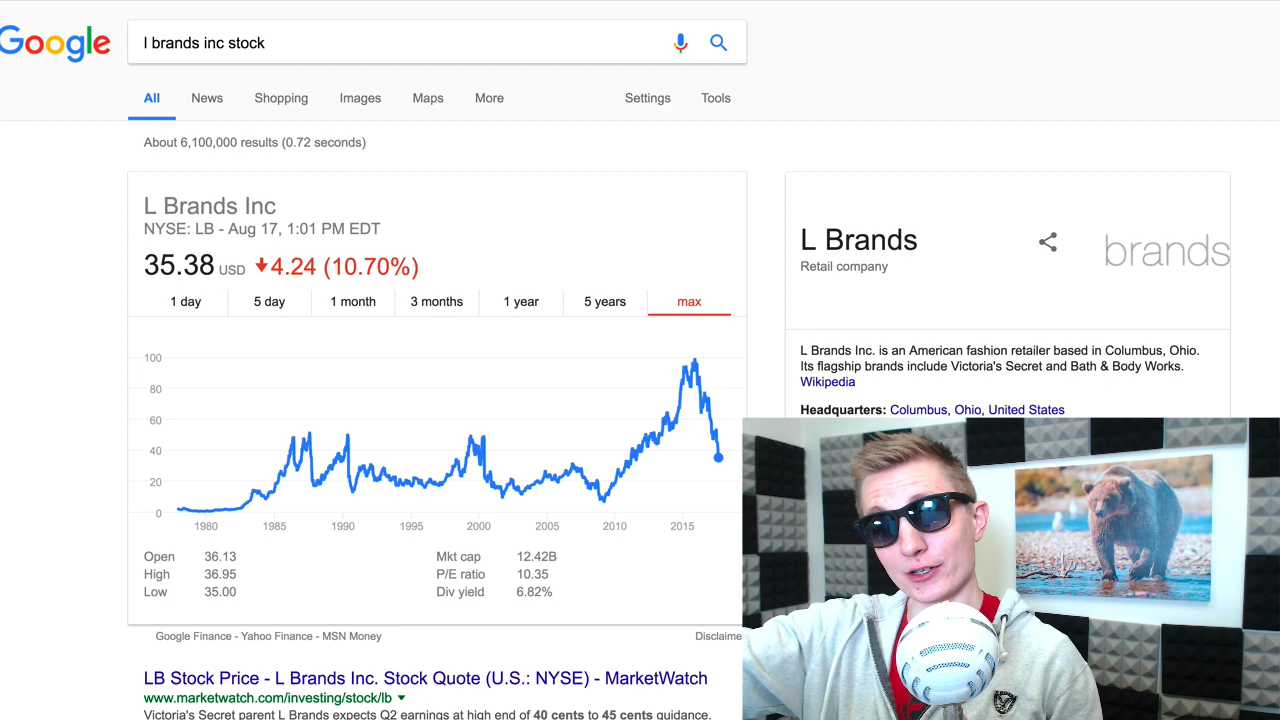 Google
l brands inc stock
All News Shopping Images Maps More Settings Tools
About 6,100,000 results (0.72 seconds)
L Brands Inc
NYSE: LB - Aug 17, 1:01 PM EDT
35.38 USD 4.24 (10.70%)
1 day 5 day 1 month 3 months 1 year 5 years max
100
80
60
40
20
0
1980 1985 1990 1995 2000 2005 2010 2015
Open 36.13 Mkt cap 12.42B
High 36.95 P/E ratio 10.35
Low 35.00 Div yield 6.82%
Google Finance - Yahoo Finance - MSN Money Disclaime
LB Stock Price - L Brands Inc. Stock Quote (U.S.: NYSE) - MarketWatch
www.marketwatch.com/investing/stock/lb
Victoria's Secret parent L Brands expects Q2 earnings at high end of 40 cents to 45 cents guidance.
L Brands
Retail company
brands
L Brands Inc. is an American fashion retailer based in Columbus, Ohio.
Its flagship brands include Victoria's Secret and Bath & Body Works.
Wikipedia
Headquarters: Columbus, Ohio, United States